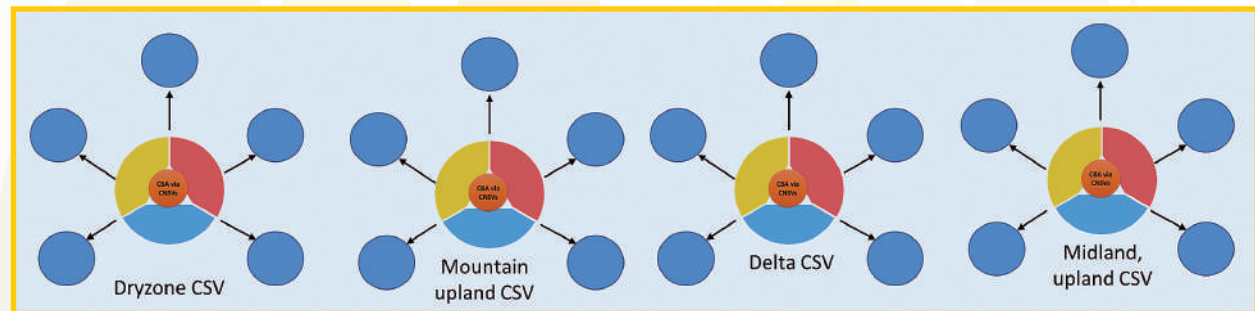 CBA via
CNSVs
Dryzone CSV
CBA via
CNSVs
Mountain
upland CSV
CBA via
CNSVs
Delta CSV
CBA via
CNSVs
Midland,
upland CSV